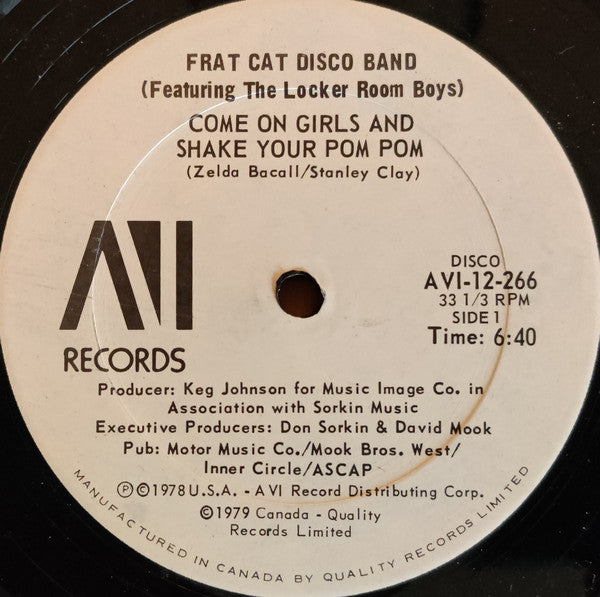 FRAT CAT DISCO BAND
(Featuring The Locker Room Boys)
COME ON GIRLS AND
SHAKE YOUR POM POM
(Zelda Bacall/Stanley Clay)
AVI
RECORDS
DISCO
AVI-12-266
33 1/3 RPM
SIDE 1
Time: 6:40
Producer: Keg Johnson for Music Image Co. in
Association with Sorkin Music
Executive Producers: Don Sorkin & David Mook
Pub: Motor Music Co./Mook Bros. West/
Inner Circle/ASCAP
Ⓟ©1978 U.S.A. - AVI Record Distributing Corp.
©1979 Canada - Quality
Records Limited
MANUFACTURED IN CANADA BY QUALITY RECORDS LIMITED